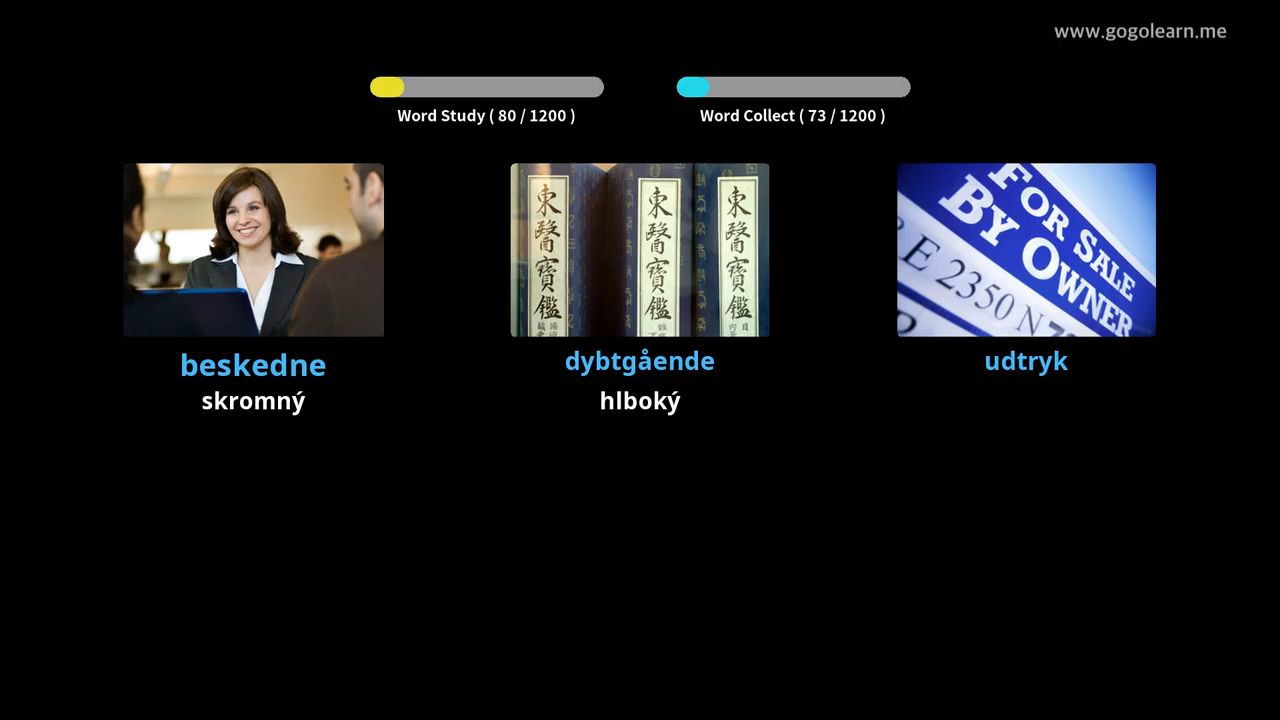 www.gogolearn.me
Word Study ( 80 / 1200 )
Word Collect ( 73 / 1200 )
東醫寶鑑
東醫寶鑑
東醫寶鑑
FOR SALE
BY OWNER
E 2350 N
beskedne
dybtgående
udtryk
skromný
hlboký